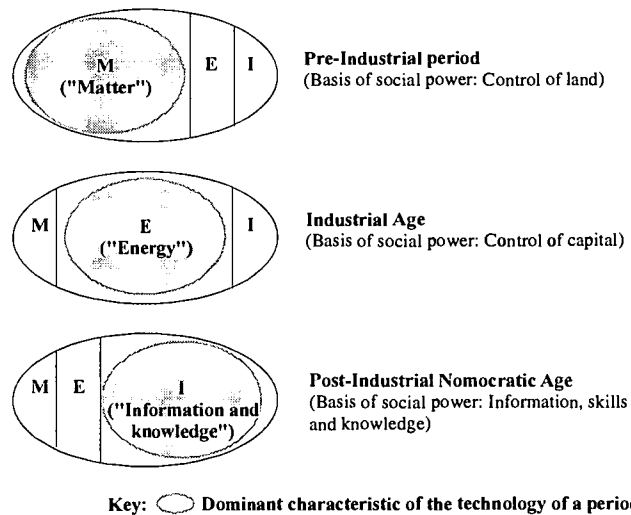 M
("Matter")
E
I
Pre-Industrial period
(Basis of social power: Control of land)
M
E
("Energy")
I
Industrial Age
(Basis of social power: Control of capital)
M
E
I
("Information and
knowledge")
Post-Industrial Nomocratic Age
(Basis of social power: Information, skills
and knowledge)
Key: Dominant characteristic of the technology of a perio